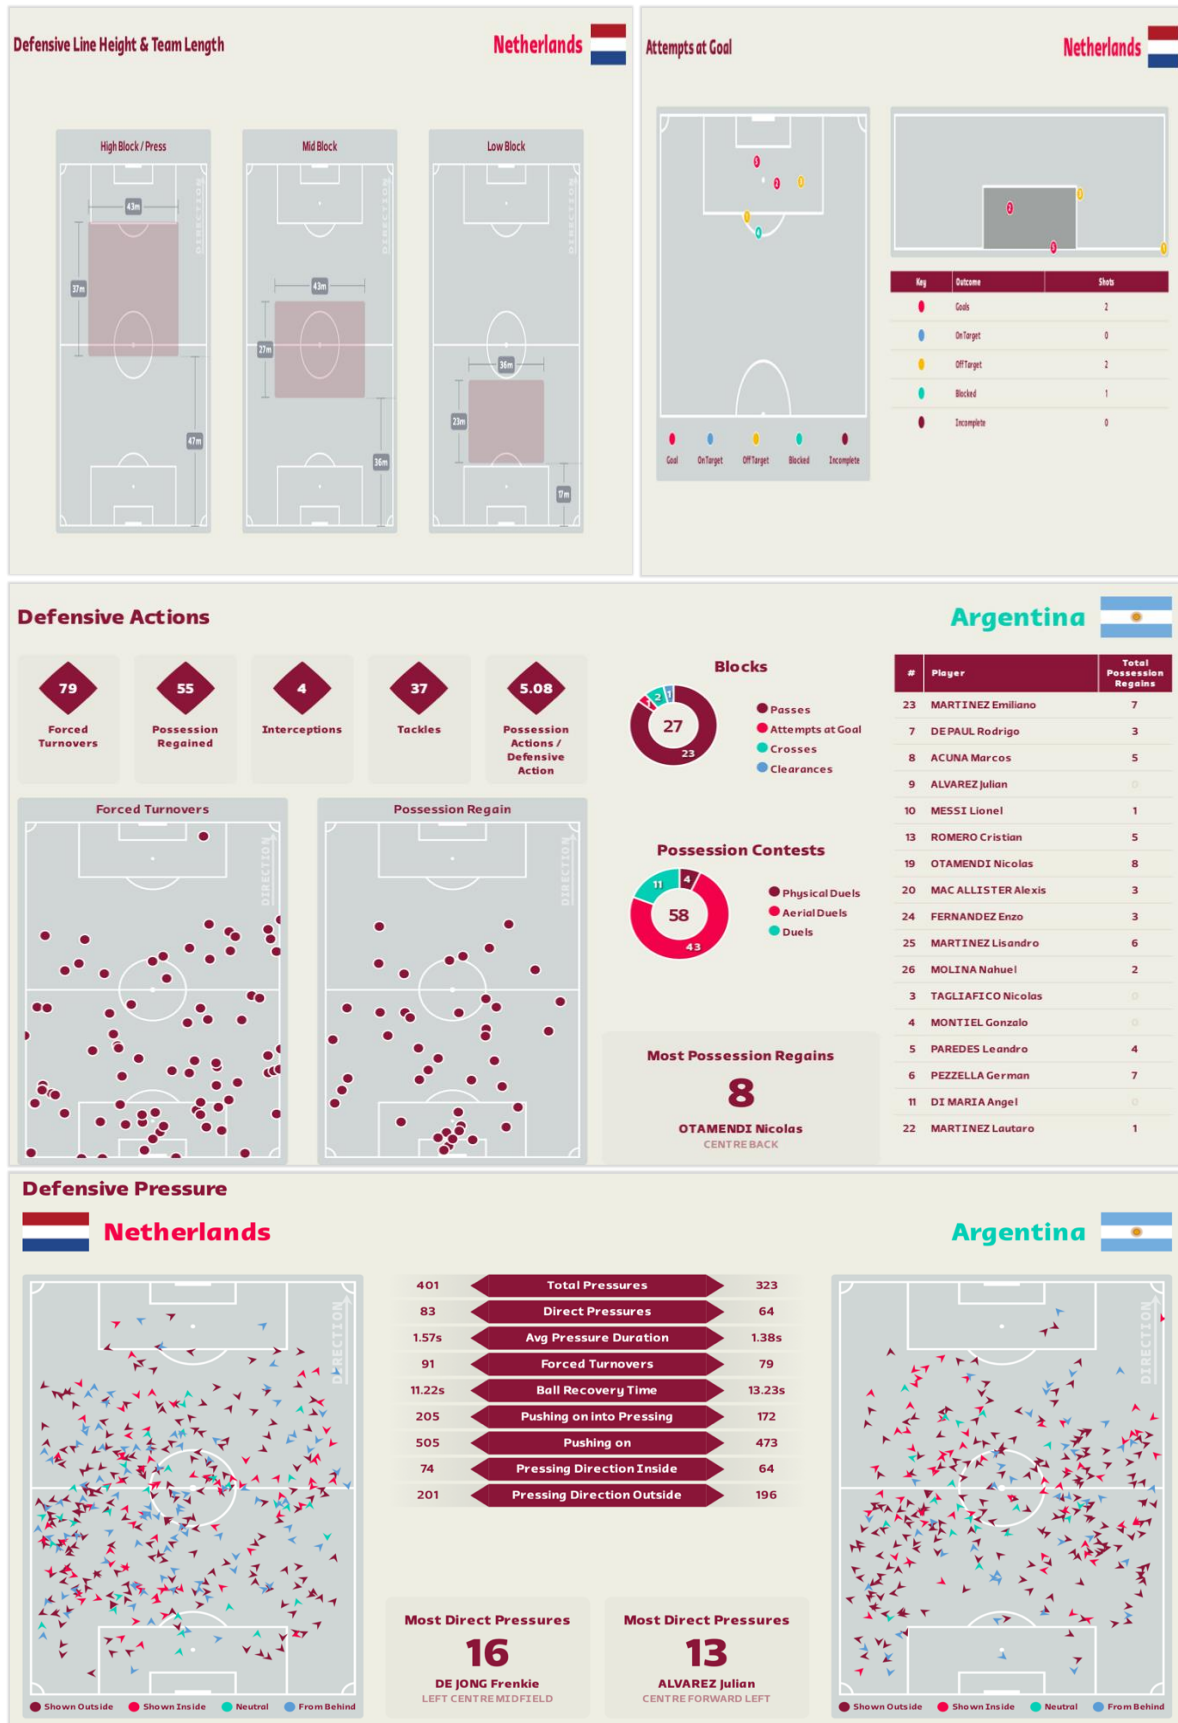 Defensive Line Height & Team Length
Netherlands
High Block / Press
Mid Block
Low Block
DIRECTION
DIRECTION
DIRECTION
43m
37m
47m
43m
27m
36m
36m
23m
17m
Attempts at Goal
Netherlands
Goal
On Target
Off Target
Blocked
Incomplete
Key Outcome Shots
Goals 2
On Target 0
Off Target 2
Blocked 1
Incomplete 0
Defensive Actions
Argentina
79
Forced
Turnovers
55
Possession
Regained
4
Interceptions
37
Tackles
5.08
Possession
Actions /
Defensive
Action
Forced Turnovers
DIRECTION
Possession Regain
DIRECTION
Blocks
27
23
2
1
Passes
Attempts at Goal
Crosses
Clearances
Possession Contests
58
11
4
43
Physical Duels
Aerial Duels
Duels
Most Possession Regains
8
OTAMENDI Nicolas
CENTRE BACK
# Player Total Possession Regains
23 MARTINEZ Emiliano 7
7 DE PAUL Rodrigo 3
8 ACUNA Marcos 5
9 ALVAREZ Julian 0
10 MESSI Lionel 1
13 ROMERO Cristian 5
19 OTAMENDI Nicolas 8
20 MAC ALLISTER Alexis 3
24 FERNANDEZ Enzo 3
25 MARTINEZ Lisandro 6
26 MOLINA Nahuel 2
3 TAGLIAFICO Nicolas 0
4 MONTIEL Gonzalo 0
5 PAREDES Leandro 4
6 PEZZELLA German 7
11 DI MARIA Angel 0
22 MARTINEZ Lautaro 1
Defensive Pressure
Netherlands
Argentina
DIRECTION
401 Total Pressures 323
83 Direct Pressures 64
1.57s Avg Pressure Duration 1.38s
91 Forced Turnovers 79
11.22s Ball Recovery Time 13.23s
205 Pushing on into Pressing 172
505 Pushing on 473
74 Pressing Direction Inside 64
201 Pressing Direction Outside 196
DIRECTION
Most Direct Pressures
16
DE JONG Frenkie
LEFT CENTRE MIDFIELD
Most Direct Pressures
13
ALVAREZ Julian
CENTRE FORWARD LEFT
Shown Outside Shown Inside Neutral From Behind
Shown Outside Shown Inside Neutral From Behind